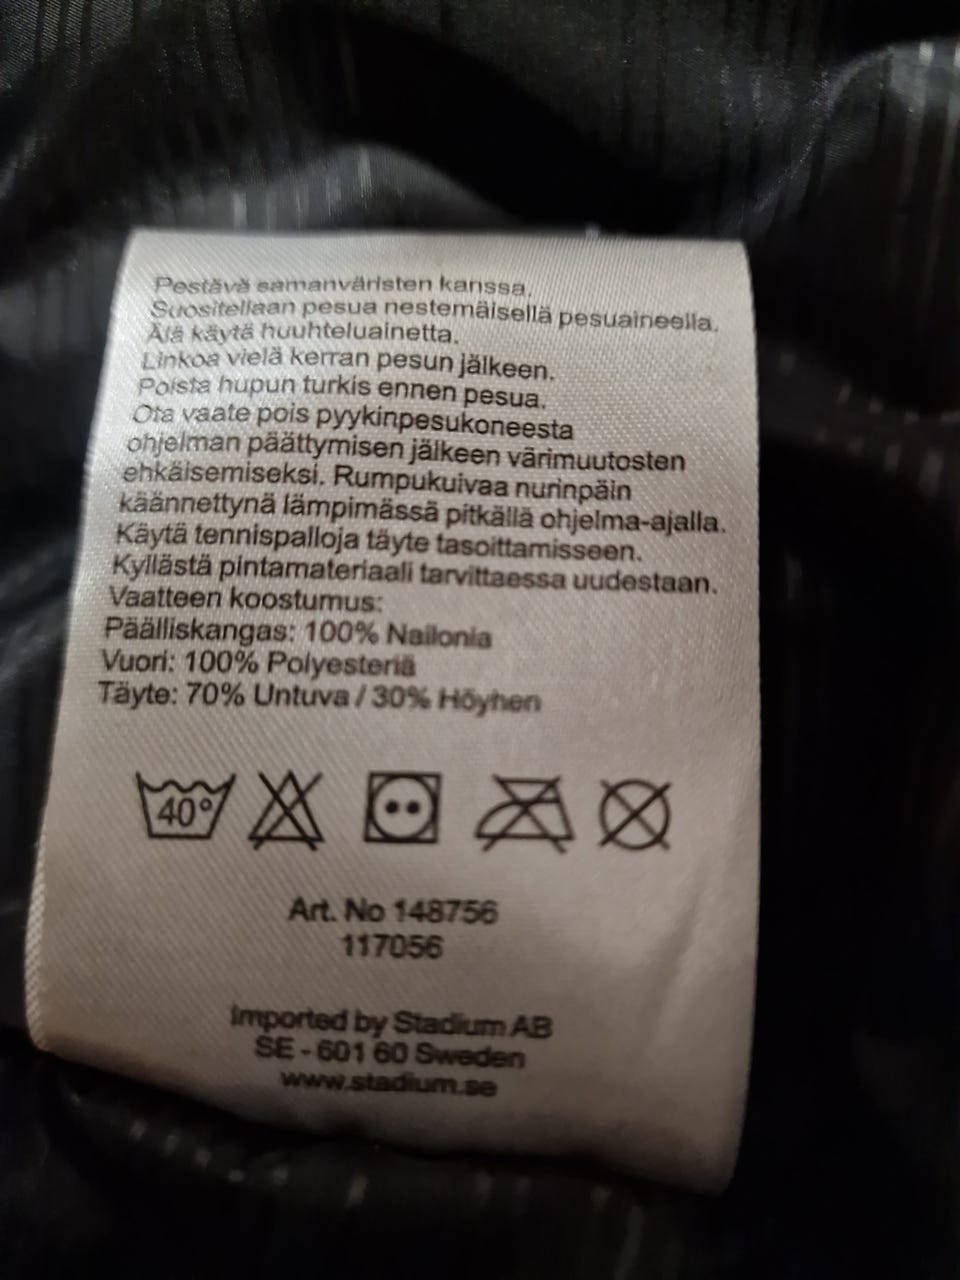 Pestävä samanväristen kanssa.
Suositellaan pesua nestemäisellä pesuaineella.
Älä käytä huuhteluainetta.
Linkoa vielä kerran pesun jälkeen.
Poista hupun turkis ennen pesua.
Ota vaate pois pyykinpesukoneesta
ohjelman päättymisen jälkeen värimuutosten
ehkäisemiseksi. Rumpukuivaa nurinpäin
käännettynä lämpimässä pitkällä ohjelma-ajalla.
Käytä tennispalloja täyte tasoittamisseen.
Kyllästä pintamateriaali tarvittaessa uudestaan.
Vaatteen koostumus:
Päälliskangas: 100% Nailonia
Vuori: 100% Polyesteriä
Täyte: 70% Untuva / 30% Höyhen
40°
Art. No 148756
117056
Imported by Stadium AB
SE - 601 60 Sweden
www.stadium.se